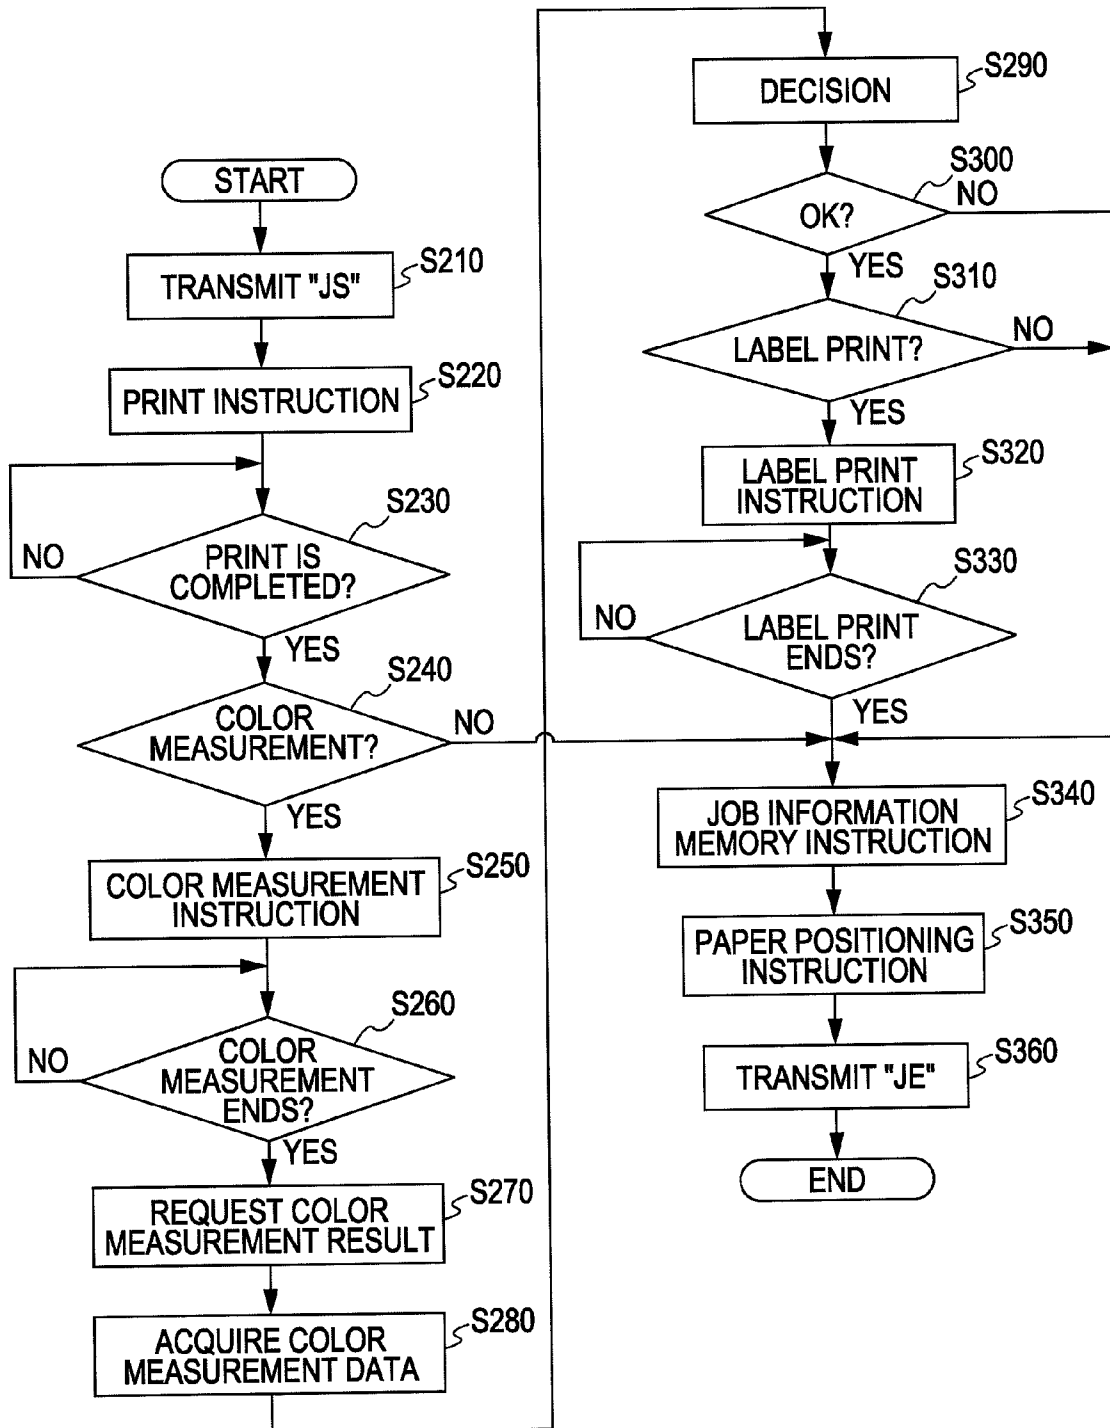 START
S210
TRANSMIT "JS"
S220
PRINT INSTRUCTION
S230
NO
PRINT IS
COMPLETED?
YES
S240
COLOR
MEASUREMENT?
NO
YES
S250
COLOR MEASUREMENT
INSTRUCTION
S260
NO
COLOR
MEASUREMENT
ENDS?
YES
S270
REQUEST COLOR
MEASUREMENT RESULT
S280
ACQUIRE COLOR
MEASUREMENT DATA
S290
DECISION
S300
NO
OK?
YES
S310
NO
LABEL PRINT?
YES
S320
LABEL PRINT
INSTRUCTION
S330
NO
LABEL PRINT
ENDS?
YES
S340
JOB INFORMATION
MEMORY INSTRUCTION
S350
PAPER POSITIONING
INSTRUCTION
S360
TRANSMIT "JE"
END